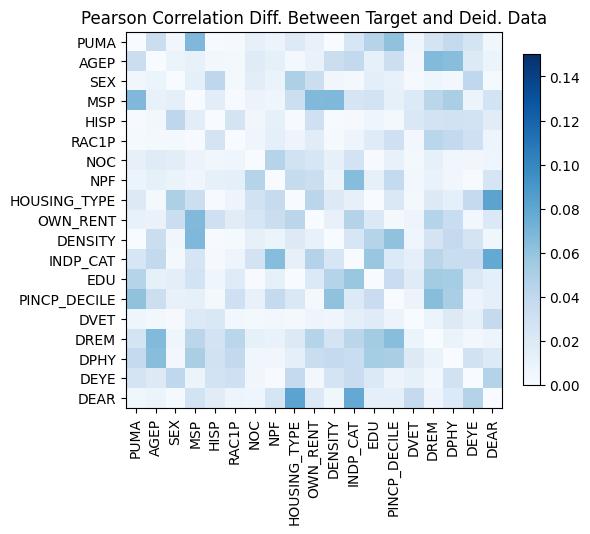 Pearson Correlation Diff. Between Target and Deid. Data
PUMA
AGEP
SEX
MSP
HISP
RAC1P
NOC
NPF
HOUSING_TYPE
OWN_RENT
DENSITY
INDP_CAT
EDU
PINCP_DECILE
DVET
DREM
DPHY
DEYE
DEAR
PUMA
AGEP
SEX
MSP
HISP
RAC1P
NOC
NPF
HOUSING_TYPE
OWN_RENT
DENSITY
INDP_CAT
EDU
PINCP_DECILE
DVET
DREM
DPHY
DEYE
DEAR
0.14
0.12
0.10
0.08
0.06
0.04
0.02
0.00